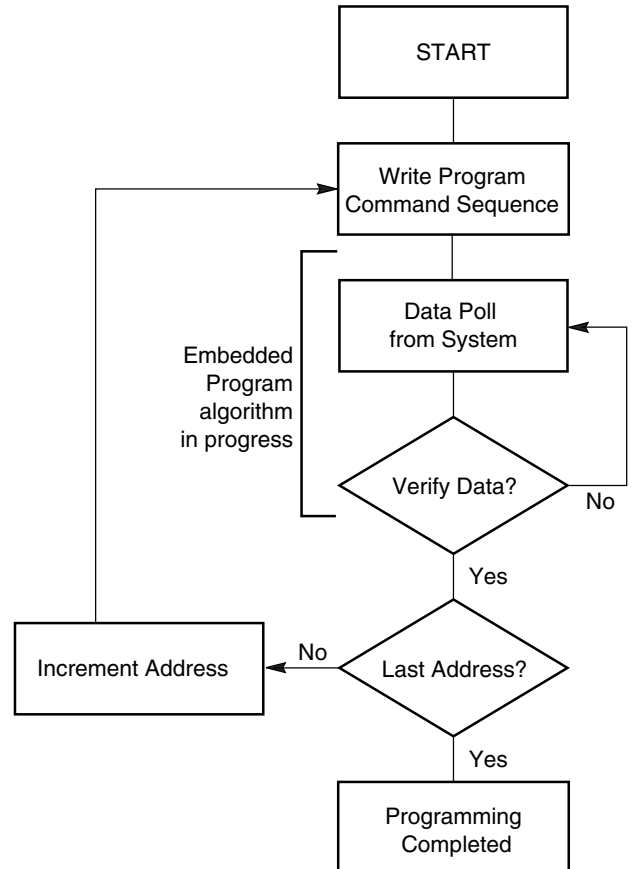 START
Write Program
Command Sequence
Data Poll
from System
Embedded
Program
algorithm
in progress
Verify Data?
No
Yes
Increment Address
No
Last Address?
Yes
Programming
Completed